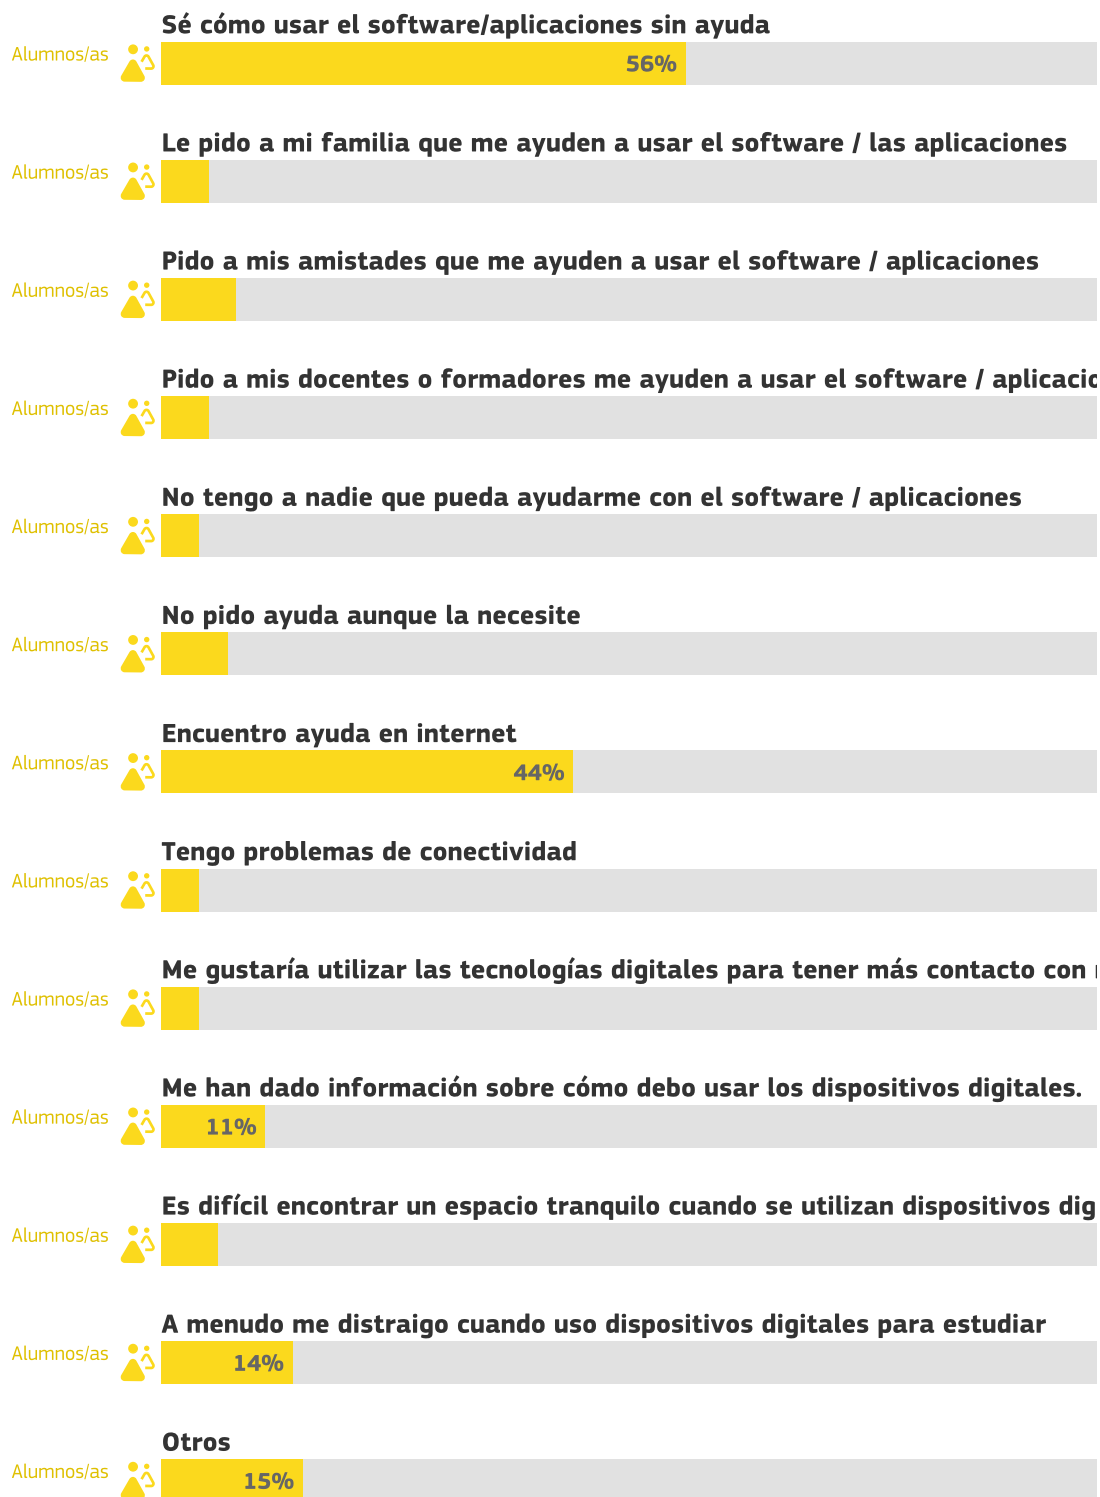 Sé cómo usar el software/aplicaciones sin ayuda
Alumnos/as
56%
Le pido a mi familia que me ayuden a usar el software / las aplicaciones
Alumnos/as
Pido a mis amistades que me ayuden a usar el software / aplicaciones
Alumnos/as
Pido a mis docentes o formadores me ayuden a usar el software /
Alumnos/as
No tengo a nadie que pueda ayudarme con el software / aplicaciones
Alumnos/as
No pido ayuda aunque la necesite
Alumnos/as
Encuentro ayuda en internet
Alumnos/as
44%
Tengo problemas de conectividad
Alumnos/as
Me gustaría utilizar las tecnologías digitales para tener más contacto con
Alumnos/as
Me han dado información sobre cómo debo usar los dispositivos digitales.
Alumnos/as
11%
Es difícil encontrar un espacio tranquilo cuando se utilizan dispositivos
Alumnos/as
A menudo me distraigo cuando uso dispositivos digitales para estudiar
Alumnos/as
14%
Otros
Alumnos/as
15%